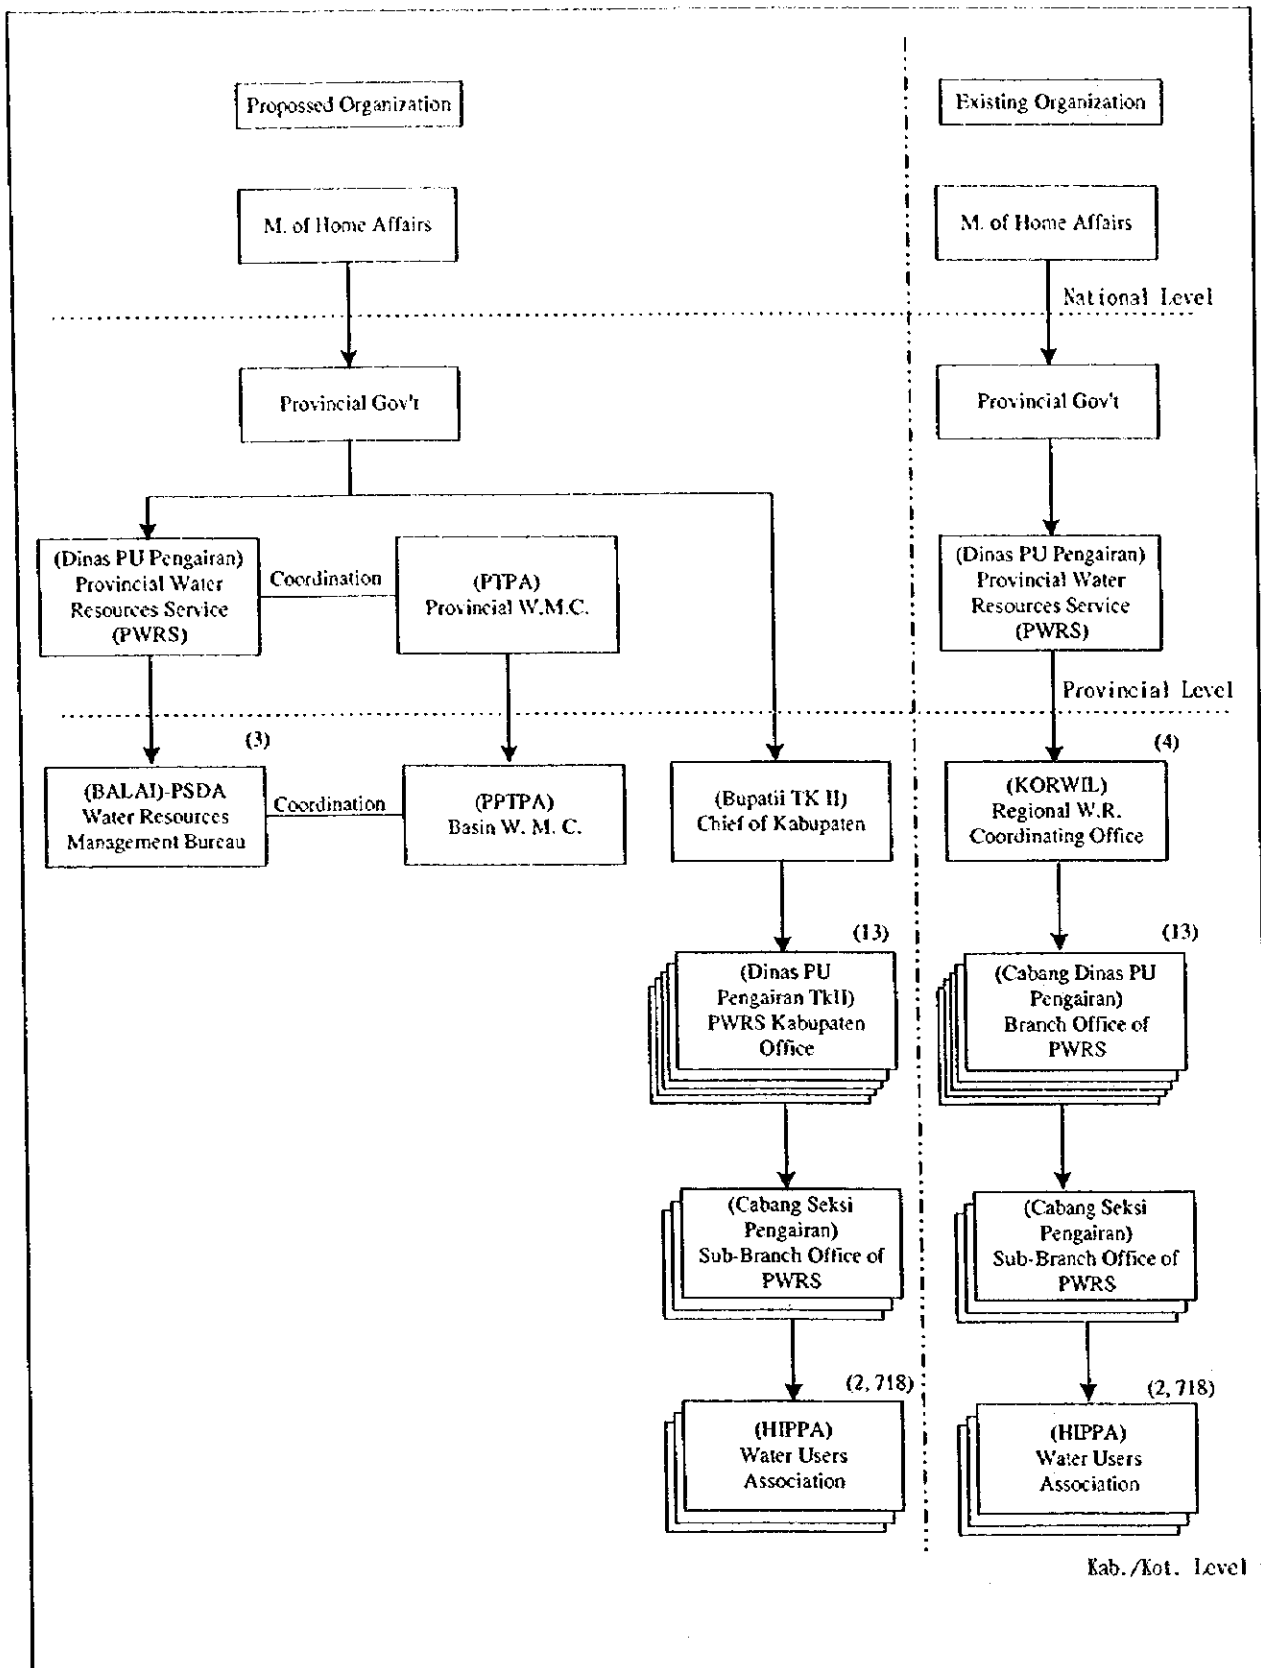 Propossed Organization
Existing Organization
M. of Home Affairs
M. of Home Affairs
National Level
Provincial Gov't
Provincial Gov't
(Dinas PU Pengairan)
Provincial Water
Resources Service
(PWRS)
Coordination
(PTPA)
Provincial W.M.C.
(Dinas PU Pengairan)
Provincial Water
Resources Service
(PWRS)
Provincial Level
(3)
(BALAI)-PSDA
Water Resources
Management Bureau
Coordination
(PPTPA)
Basin W. M. C.
(Bupatii TK II)
Chief of Kabupaten
(4)
(KORWIL)
Regional W.R.
Coordinating Office
(13)
(Dinas PU
Pengairan TkII)
PWRS Kabupaten
Office
(13)
(Cabang Dinas PU
Pengairan)
Branch Office of
PWRS
(Cabang Seksi
Pengairan)
Sub-Branch Office of
PWRS
(Cabang Seksi
Pengairan)
Sub-Branch Office of
PWRS
(2,718)
(HIPPA)
Water Users
Association
(2,718)
(HIPPA)
Water Users
Association
Kab./Kot. Level